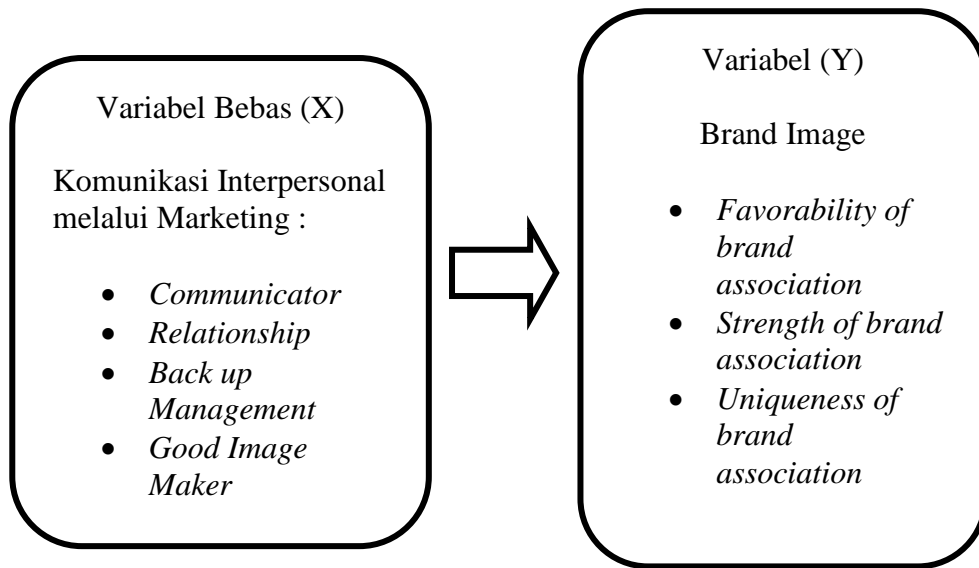 Variabel Bebas (X)
Komunikasi Interpersonal
melalui Marketing :
• Communicator
• Relationship
• Back up
Management
• Good Image
Maker
Variabel (Y)
Brand Image
• Favorability of
brand
association
• Strength of brand
association
• Uniqueness of
brand
association